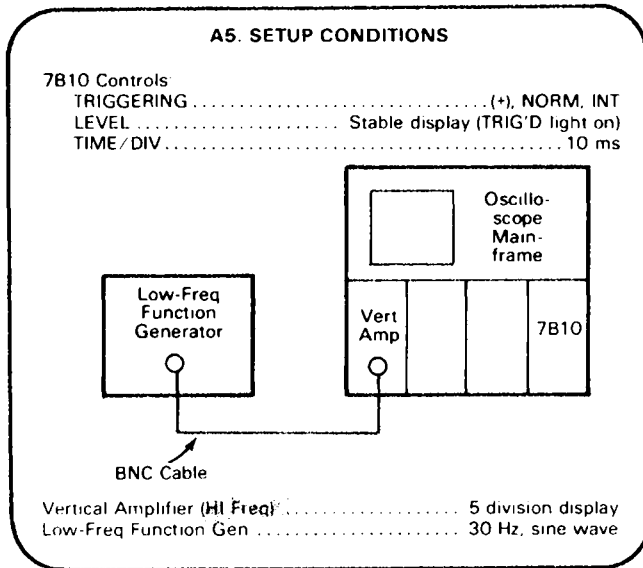 A5. SETUP CONDITIONS
7B10 Controls:
TRIGGERING ............................... (+), NORM, INT
LEVEL .................. Stable display (TRIG'D light on)
TIME/DIV ........................................ 10 ms
Oscillo-
scope
Main-
frame
Low-Freq
Function
Generator
Vert
Amp
7B10
BNC Cable
Vertical Amplifier (HI Freq) .................... 5 division display
Low-Freq Function Gen ....................... 30 Hz, sine wave